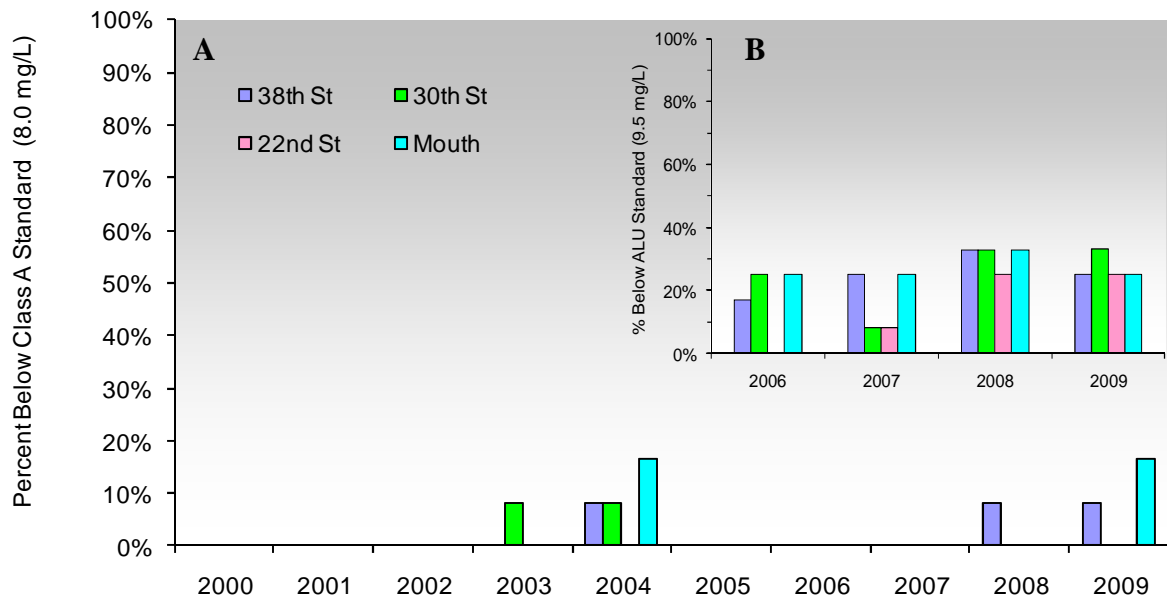 Percent Below Class A Standard (8.0 mg/L)
100%
90%
80%
70%
60%
50%
40%
30%
20%
10%
0%
A
38th St 30th St
22nd St Mouth
2000 2001 2002 2003 2004 2005 2006 2007 2008 2009
B
% Below ALU Standard (9.5 mg/L)
100%
80%
60%
40%
20%
0%
2006 2007 2008 2009